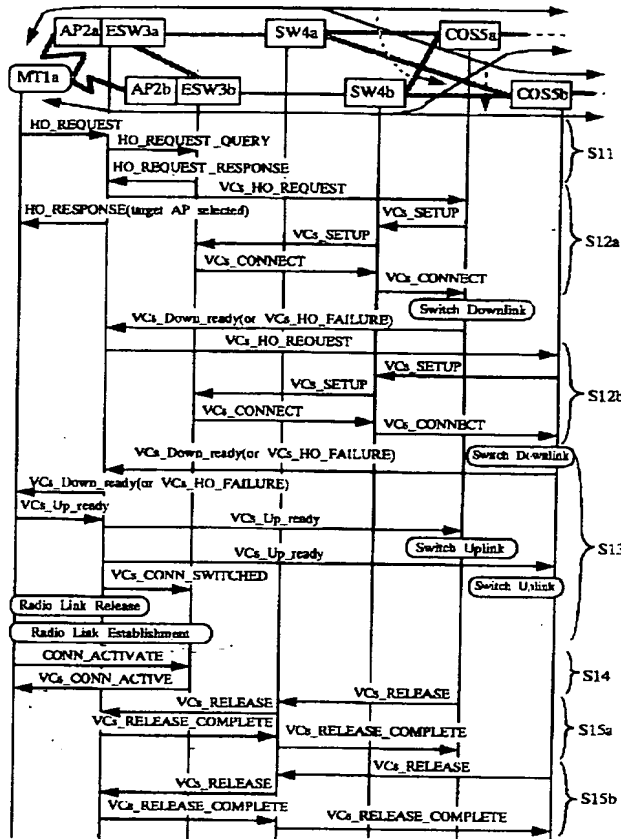 AP2a ESW3a SW4a COS5a
MT1a AP2b ESW3b SW4b COS5b
HO_REQUEST
HO_REQUEST_QUERY
S11
HO_REQUEST_RESPONSE
VCs_HO_REQUEST
HO_RESPONSE(target AP selected)
VCs_SETUP
VCs_SETUP
S12a
VCs_CONNECT
VCs_CONNECT
Switch Downlink
VCs_Down_ready(or VCs_HO_FAILURE)
VCs_HO_REQUEST
VCs_SETUP
VCs_SETUP
S12b
VCs_CONNECT
VCs_CONNECT
VCs_Down_ready(or VCs_HO_FAILURE)
Switch Downlink
VCs_Down_ready(or VCs_HO_FAILURE)
VCs_Up_ready
VCs_Up_ready
Switch Uplink
S13
VCs_Up_ready
VCs_CONN_SWITCHED
Switch Uplink
Radio Link Release
Radio Link Establishment
CONN_ACTIVATE
S14
VCs_CONN_ACTIVE
VCs_RELEASE
VCs_RELEASE
VCs_RELEASE_COMPLETE
VCs_RELEASE_COMPLETE
S15a
VCs_RELEASE
VCs_RELEASE
VCs_RELEASE_COMPLETE
VCs_RELEASE_COMPLETE
S15b